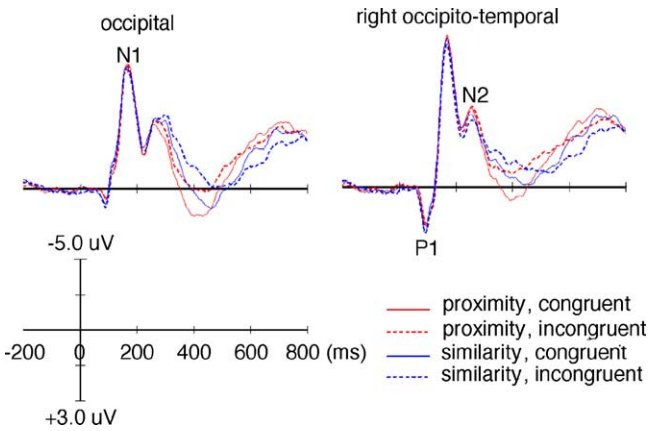 occipital
right occipito-temporal
N1
N2
P1
-5.0 uV
-200 0 200 400 600 800 (ms)
+3.0 uV
proximity, congruent
proximity, incongruent
similarity, congruent
similarity, incongruent